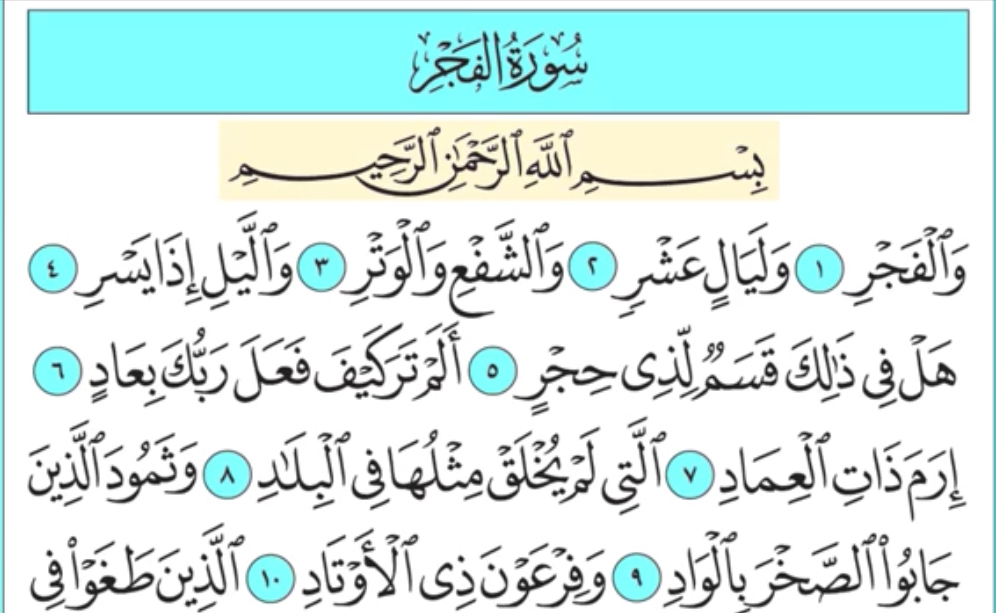 سُورَةُ الفَجْرِ
بِسْمِ ٱللَّهِ ٱلرَّحْمَٰنِ ٱلرَّحِيمِ
وَٱلْفَجْرِ ١ وَلَيَالٍ عَشْرٍ ٢ وَٱلشَّفْعِ وَٱلْوَتْرِ ٣ وَٱلَّيْلِ إِذَا يَسْرِ ٤
هَلْ فِى ذَٰلِكَ قَسَمٌ لِّذِى حِجْرٍ ٥ أَلَمْ تَرَ كَيْفَ فَعَلَ رَبُّكَ بِعَادٍ ٦
إِرَمَ ذَاتِ ٱلْعِمَادِ ٧ ٱلَّتِى لَمْ يُخْلَقْ مِثْلُهَا فِى ٱلْبِلَٰدِ ٨ وَثَمُودَ ٱلَّذِينَ
جَابُوا۟ ٱلصَّخْرَ بِٱلْوَادِ ٩ وَفِرْعَوْنَ ذِى ٱلْأَوْتَادِ ١٠ ٱلَّذِينَ طَغَوْا۟ فِى